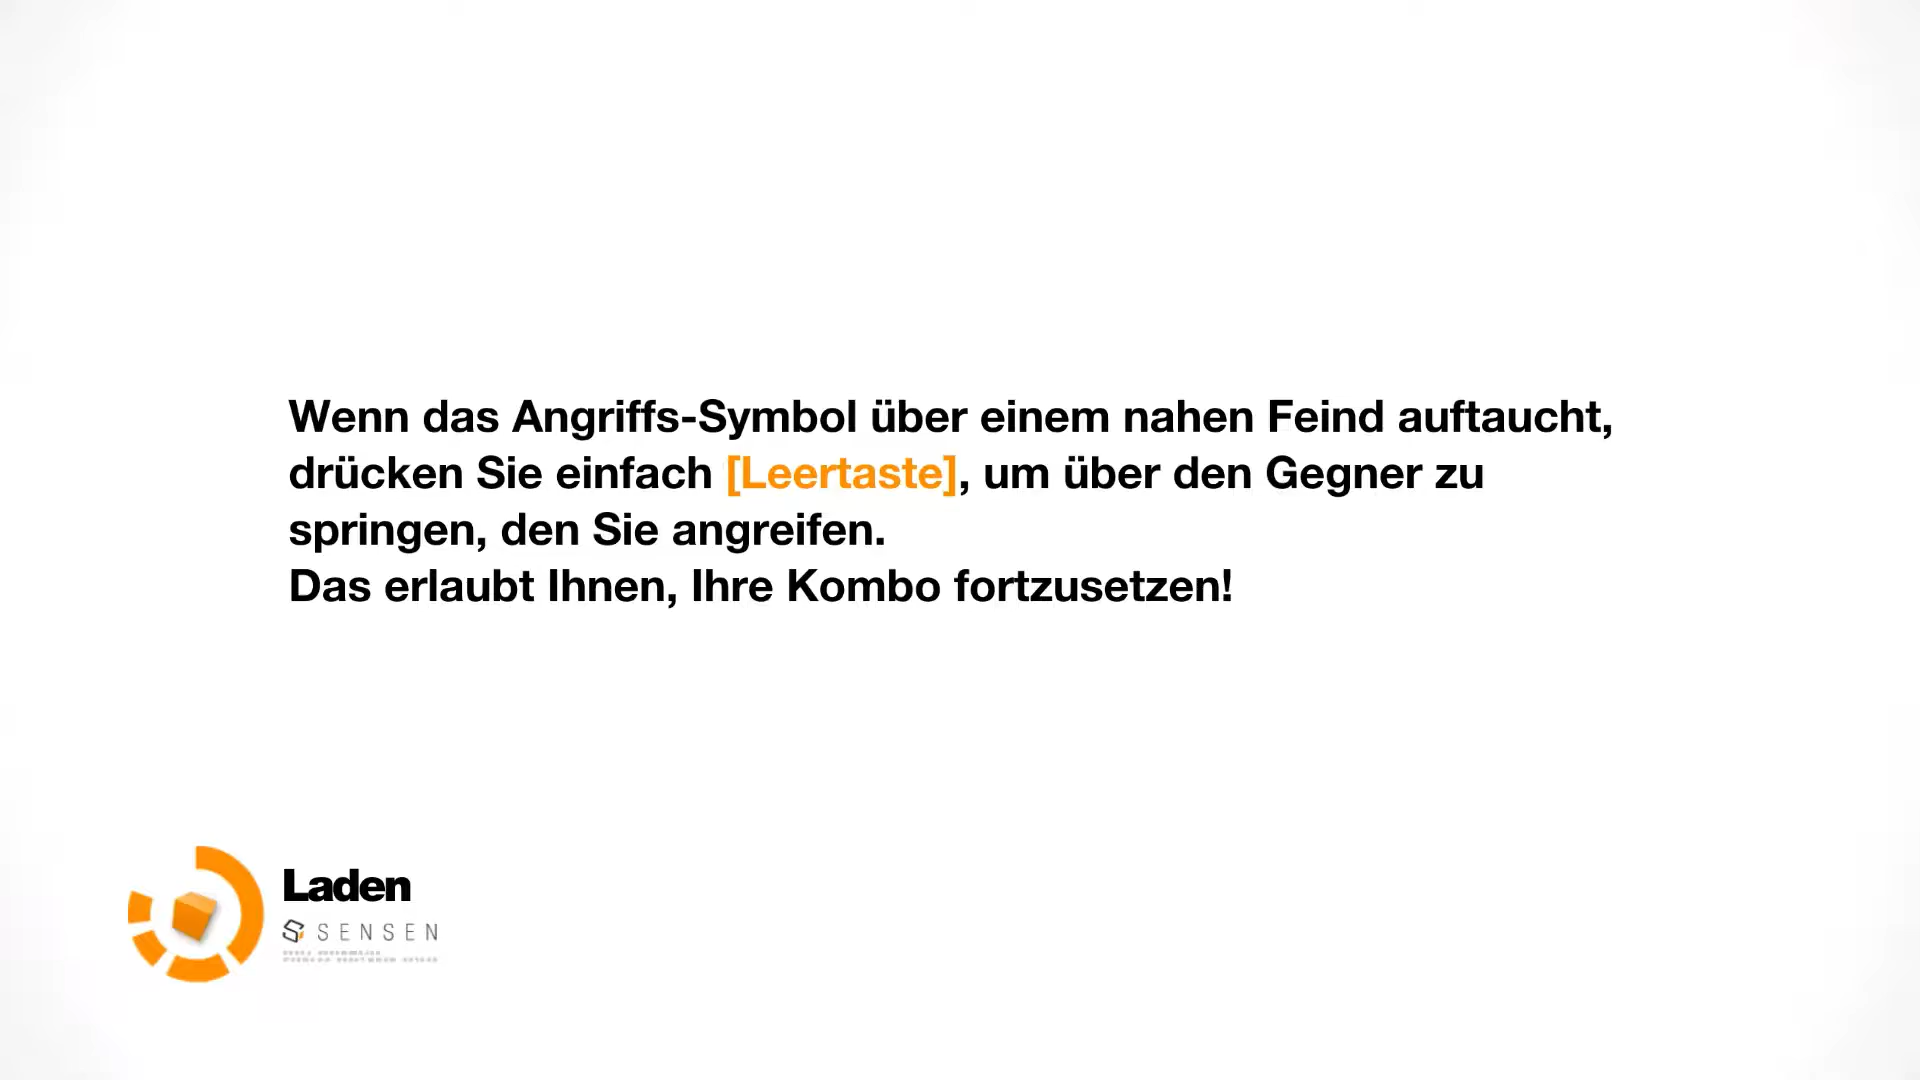 Wenn das Angriffs-Symbol über einem nahen Feind auftaucht,
drücken Sie einfach [Leertaste], um über den Gegner zu
springen, den Sie angreifen.
Das erlaubt Ihnen, Ihre Kombo fortzusetzen!
Laden
SENSEN